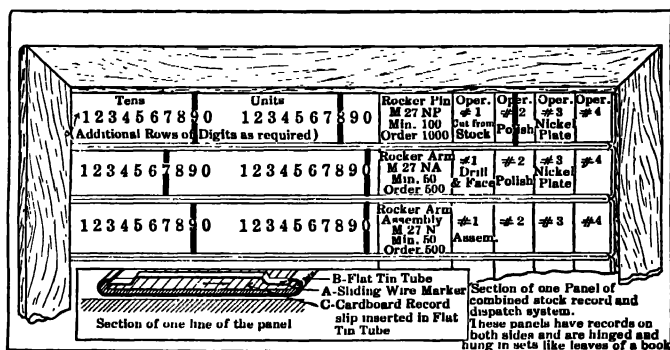 Tens Units Rocker Pin Oper. Oper. Oper. Oper.
1 2 3 4 5 6 7 8 9 0 1 2 3 4 5 6 7 8 9 0 M 27 NP #1 #2 #3 #4
(Additional Rows of Digits as required) Min. 100 Cut from Polish Nickel
Order 1000 Stock Plate
Rocker Arm #1 #2 #3 #4
1 2 3 4 5 6 7 8 9 0 1 2 3 4 5 6 7 8 9 0 M 27 NA Drill Polish Nickel
Min. 50 & Face Plate
Order 500
Rocker Arm
1 2 3 4 5 6 7 8 9 0 1 2 3 4 5 6 7 8 9 0 Assembly #1 #2 #3 #4
M 27 N
Min. 50 Assem.
Order 500
B-Flat Tin Tube
A-Sliding Wire Marker
C-Cardboard Record
slip inserted in Flat
Tin Tube
Section of one line of the panel
Section of one Panel of
combined stock record and
dispatch system.
These panels have records on
both sides and are hinged and
hung in sets like leaves of a book